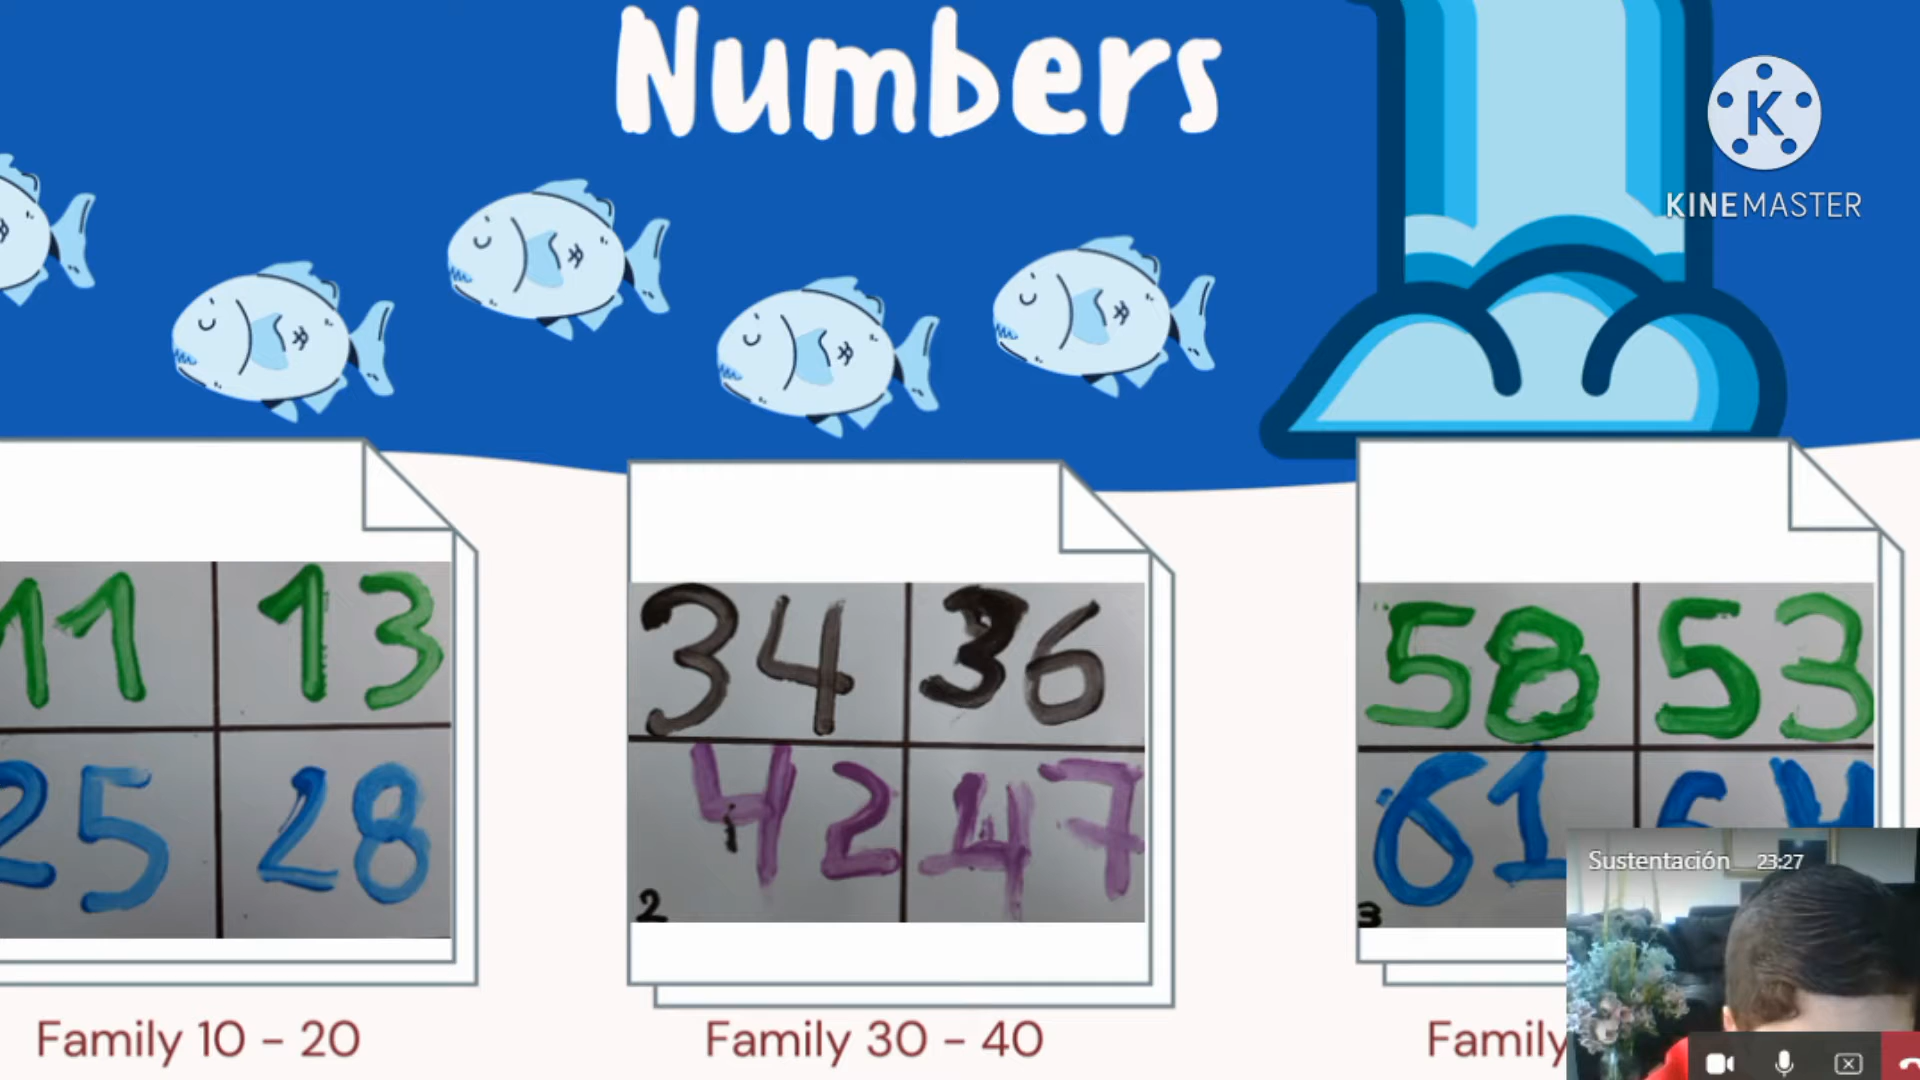 Numbers
K
KINEMASTER
11 13
25 28
34 36
42 47
2
58 53
61 64
3
Sustentación 23:27
Family 10 - 20
Family 30 - 40
Family